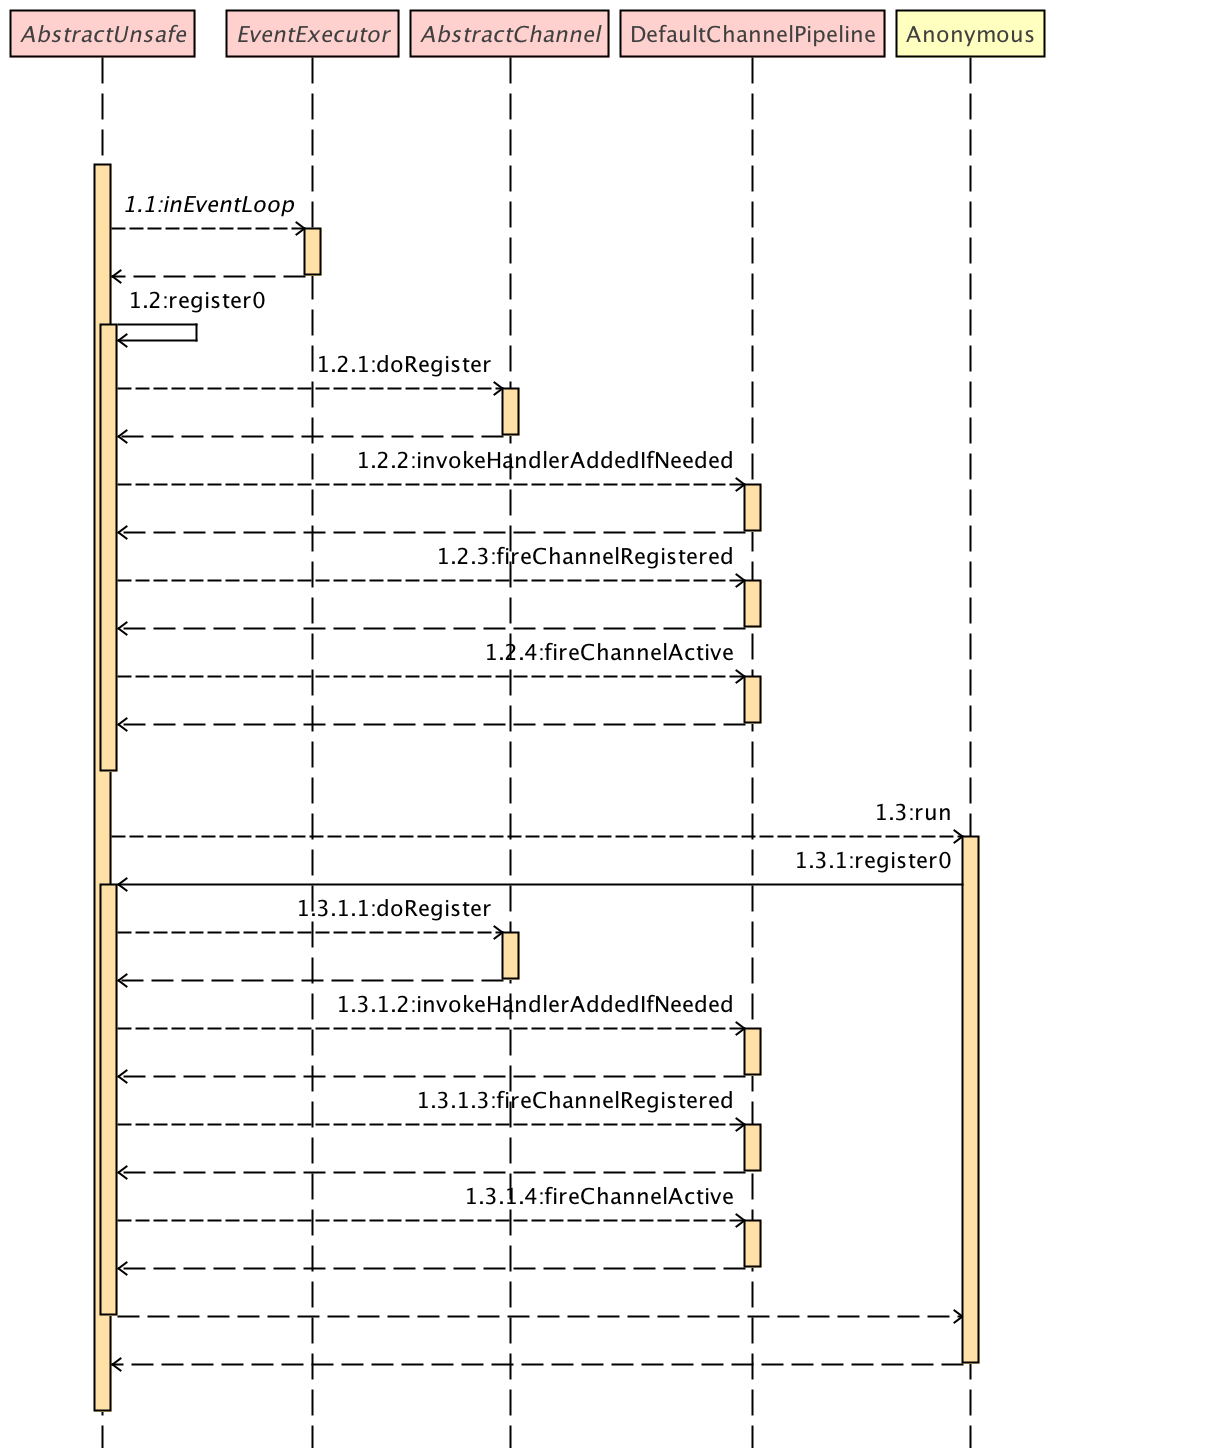 AbstractUnsafe EventExecutor AbstractChannel DefaultChannelPipeline Anonymous
1.1:inEventLoop
1.2:register0
1.2.1:doRegister
1.2.2:invokeHandlerAddedIfNeeded
1.2.3:fireChannelRegistered
1.2.4:fireChannelActive
1.3:run
1.3.1:register0
1.3.1.1:doRegister
1.3.1.2:invokeHandlerAddedIfNeeded
1.3.1.3:fireChannelRegistered
1.3.1.4:fireChannelActive